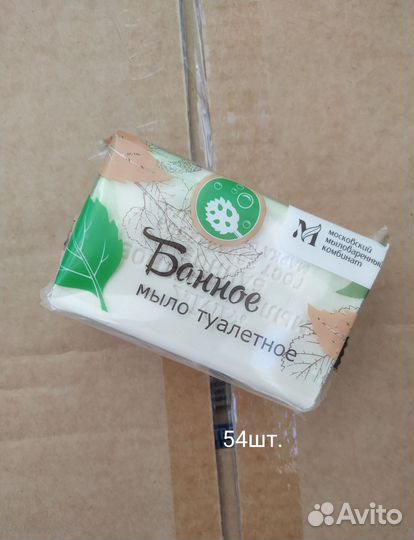 московский
мыловаренный
комбинат
Банное
мыло туалетное
54шт.
Avito